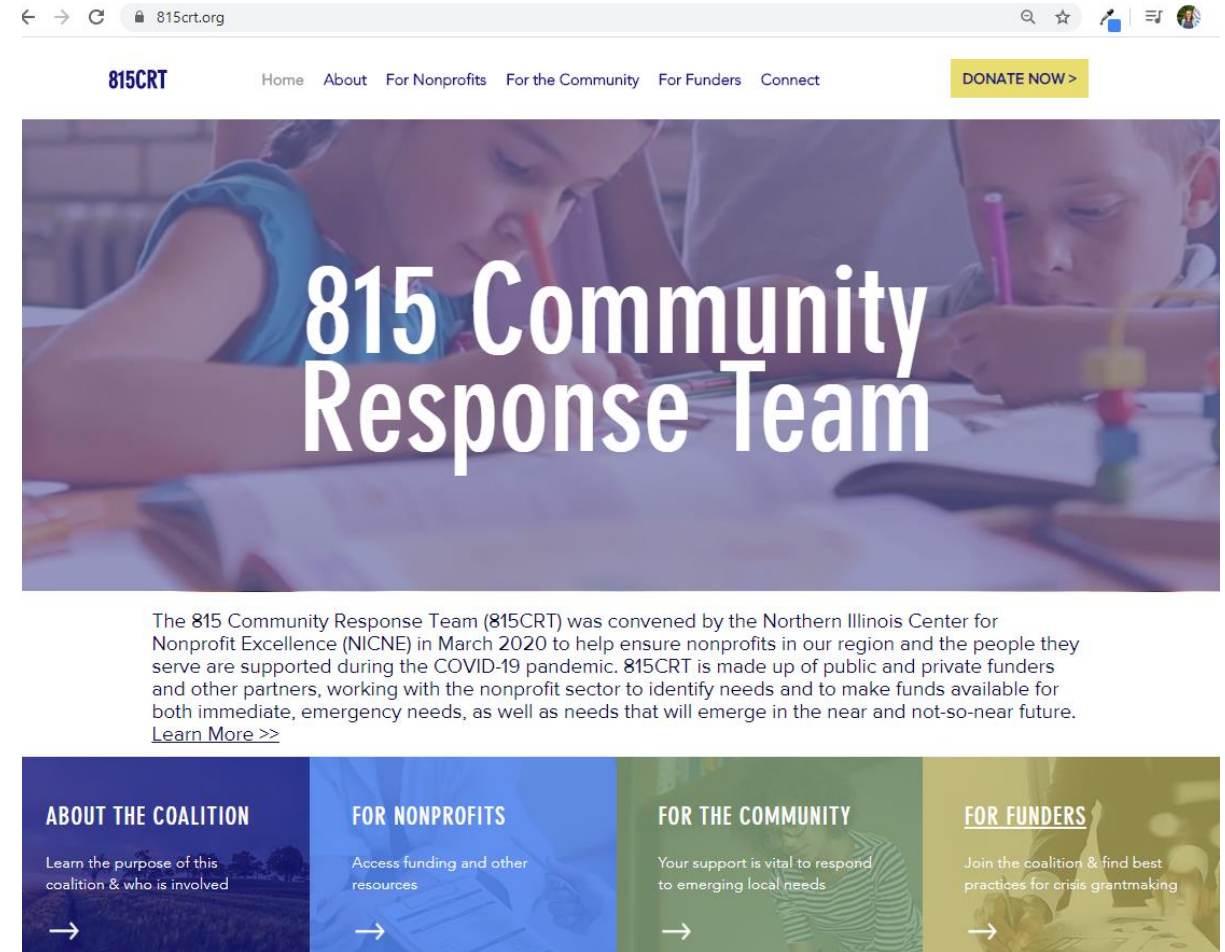 815crt.org
815CRT
Home About For Nonprofits For the Community For Funders Connect
DONATE NOW >
815 Community
Response Team
The 815 Community Response Team (815CRT) was convened by the Northern Illinois Center for
Nonprofit Excellence (NICNE) in March 2020 to help ensure nonprofits in our region and the people they
serve are supported during the COVID-19 pandemic. 815CRT is made up of public and private funders
and other partners, working with the nonprofit sector to identify needs and to make funds available for
both immediate, emergency needs, as well as needs that will emerge in the near and not-so-near future.
Learn More >>
ABOUT THE COALITION
Learn the purpose of this
coalition & who is involved
FOR NONPROFITS
Access funding and other
resources
FOR THE COMMUNITY
Your support is vital to respond
to emerging local needs
FOR FUNDERS
Join the coalition & find best
practices for crisis grantmaking